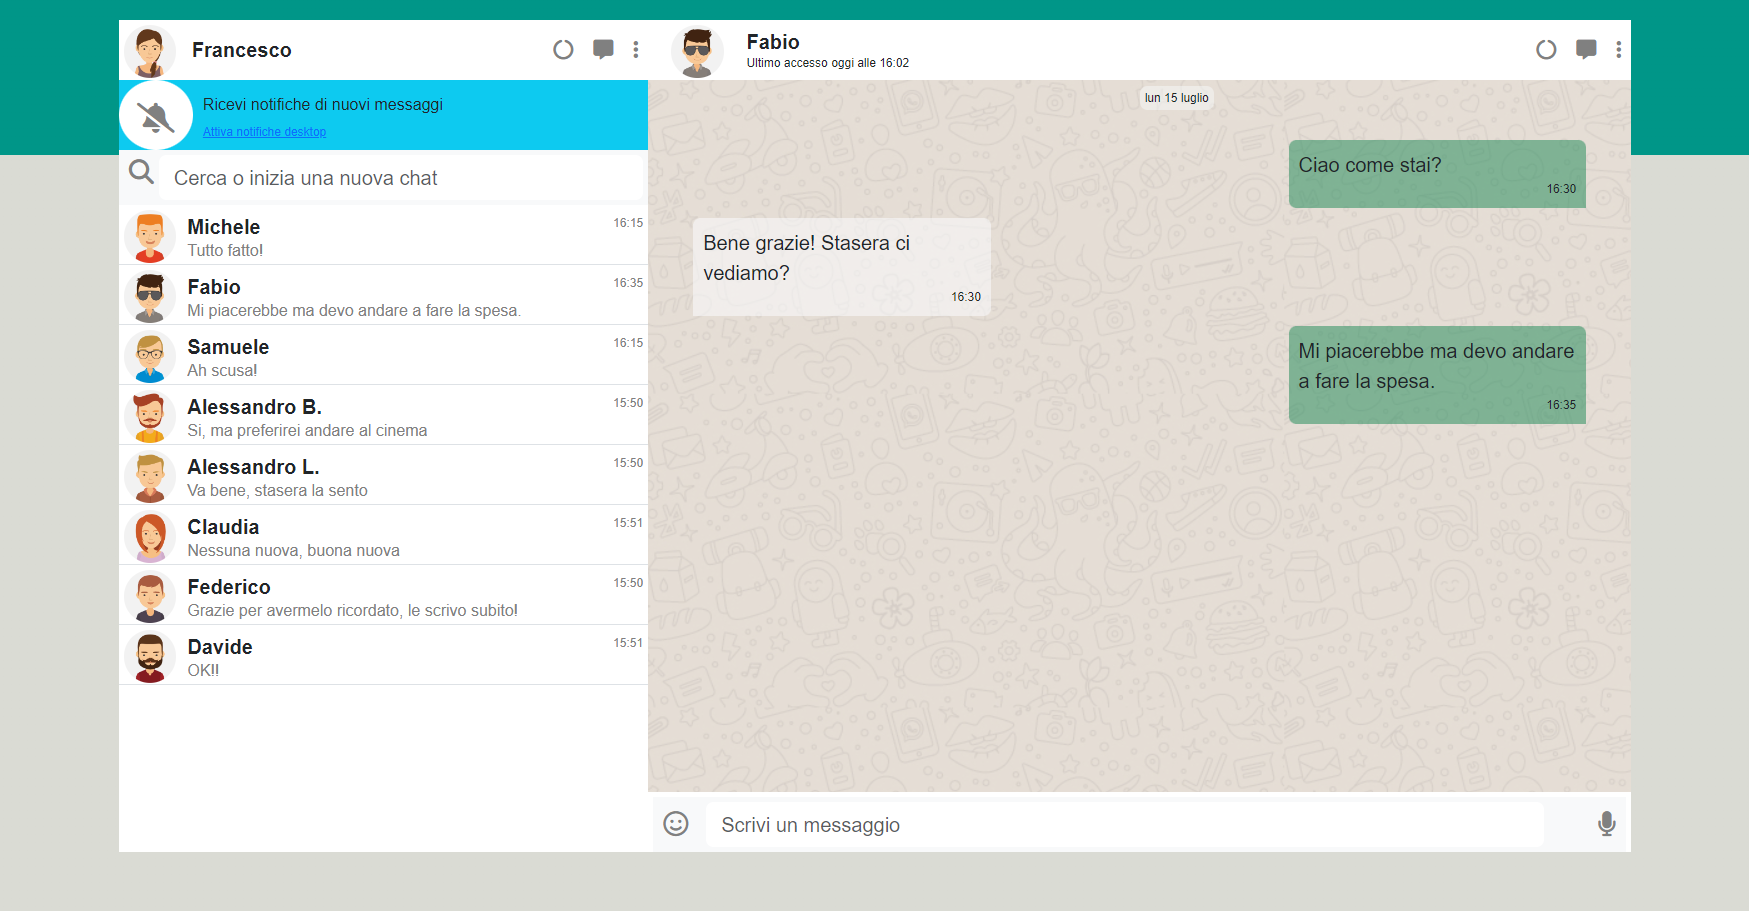 Francesco
Ricevi notifiche di nuovi messaggi
Attiva notifiche desktop
Cerca o inizia una nuova chat
Michele 16:15
Tutto fatto!
Fabio 16:35
Mi piacerebbe ma devo andare a fare la spesa.
Samuele 16:15
Ah scusa!
Alessandro B. 15:50
Si, ma preferirei andare al cinema
Alessandro L. 15:50
Va bene, stasera la sento
Claudia 15:51
Nessuna nuova, buona nuova
Federico 15:50
Grazie per avermelo ricordato, le scrivo subito!
Davide 15:51
OK!!
Fabio
Ultimo accesso oggi alle 16:02
lun 15 luglio
Ciao come stai?
16:30
Bene grazie! Stasera ci
vediamo?
16:30
Mi piacerebbe ma devo andare
a fare la spesa.
16:35
Scrivi un messaggio